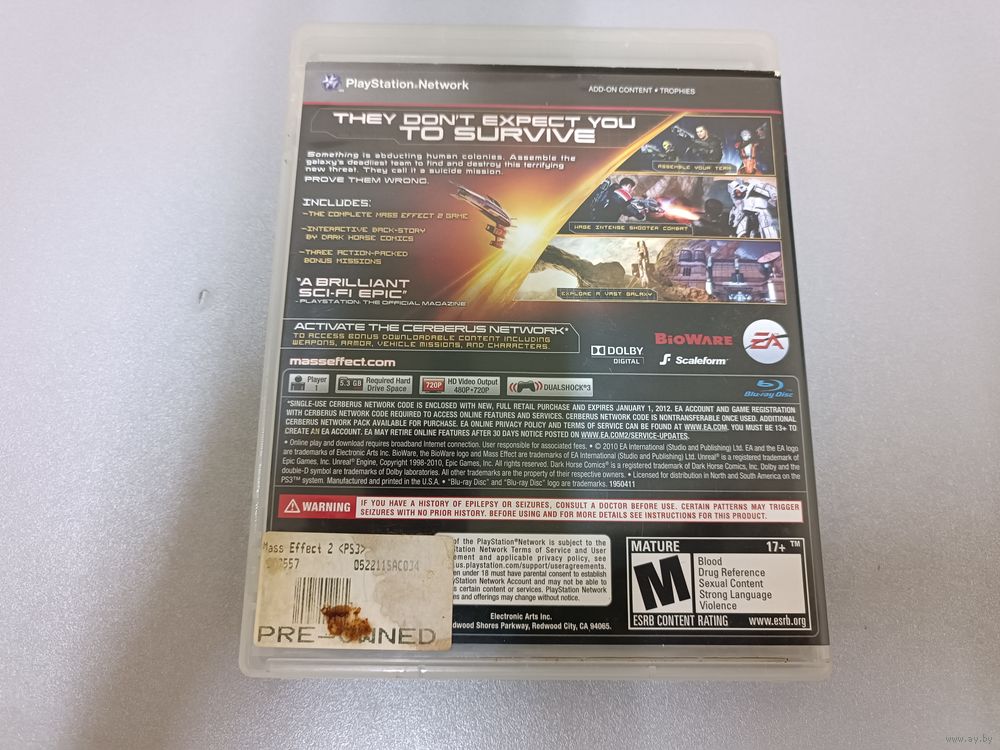 PlayStation®Network
ADD-ON CONTENT • TROPHIES
THEY DON'T EXPECT YOU
TO SURVIVE
Something is abducting human colonies. Assemble the
galaxy's deadliest team to find and destroy this terrifying
new threat. They call it a suicide mission.
PROVE THEM WRONG.
ASSEMBLE YOUR TEAM
INCLUDES:
-THE COMPLETE MASS EFFECT 2 GAME
-INTERACTIVE BACK-STORY
BY DARK HORSE COMICS
-THREE ACTION-PACKED
BONUS MISSIONS
WAGE INTENSE SHOOTER COMBAT
"A BRILLIANT
SCI-FI EPIC"
- PLAYSTATION: THE OFFICIAL MAGAZINE
EXPLORE A VAST GALAXY
ACTIVATE THE CERBERUS NETWORK*
TO ACCESS BONUS DOWNLOADABLE CONTENT INCLUDING
WEAPONS, ARMOR, VEHICLE MISSIONS, AND CHARACTERS.
masseffect.com
DOLBY
DIGITAL
BIOWARE
Scaleform
EA
Player
1
5.3 GB
Required Hard
Drive Space
720P
HD Video Output
480P•720P
DUALSHOCK®3
Blu-ray Disc
*SINGLE-USE CERBERUS NETWORK CODE IS ENCLOSED WITH NEW, FULL RETAIL PURCHASE AND EXPIRES JANUARY 1, 2012. EA ACCOUNT AND GAME REGISTRATION
WITH CERBERUS NETWORK CODE REQUIRED TO ACCESS ONLINE FEATURES AND SERVICES. CERBERUS NETWORK CODE IS NONTRANSFERABLE ONCE USED. ADDITIONAL
CERBERUS NETWORK PACK AVAILABLE FOR PURCHASE. EA ONLINE PRIVACY POLICY AND TERMS OF SERVICE CAN BE FOUND AT WWW.EA.COM. YOU MUST BE 13+ TO
CREATE AN EA ACCOUNT. EA MAY RETIRE ONLINE FEATURES AFTER 30 DAYS NOTICE POSTED ON WWW.EA.COM/2/SERVICE-UPDATES.
• Online play and download requires broadband Internet connection. User responsible for associated fees. • © 2010 EA International (Studio and Publishing) Ltd. EA and the EA logo
are trademarks of Electronic Arts Inc. BioWare, the BioWare logo and Mass Effect are trademarks of EA International (Studio and Publishing) Ltd. Unreal® is a registered trademark of
Epic Games, Inc. Unreal® Engine, Copyright 1998-2010, Epic Games, Inc. All rights reserved. Dark Horse Comics® is a registered trademark of Dark Horse Comics, Inc. Dolby and the
double-D symbol are trademarks of Dolby laboratories. All other trademarks are the property of their respective owners. • Licensed for distribution in North and South America on the
PS3™ system. Manufactured and printed in the U.S.A. • "Blu-ray Disc" and "Blu-ray Disc" logo are trademarks. 1950411
WARNING
IF YOU HAVE A HISTORY OF EPILEPSY OR SEIZURES, CONSULT A DOCTOR BEFORE USE. CERTAIN PATTERNS MAY TRIGGER
SEIZURES WITH NO PRIOR HISTORY. BEFORE USING AND FOR MORE DETAILS SEE INSTRUCTIONS FOR THIS PRODUCT.
Mass Effect 2 <PS3>
0522115AC0J4
PRE-OWNED
of the PlayStation®Network is subject to the
Network Terms of Service and User
and applicable privacy policy, see
us.playstation.com/support/useragreements.
under 18 must have parental consent to establish
Network Account and may not be able to
certain content or services. PlayStation Network
and offerings may change without notice.
Electronic Arts Inc.
Shores Parkway, Redwood City, CA 94065.
MATURE 17+ ™
M
Blood
Drug Reference
Sexual Content
Strong Language
Violence
ESRB CONTENT RATING www.esrb.org
www.ay.by